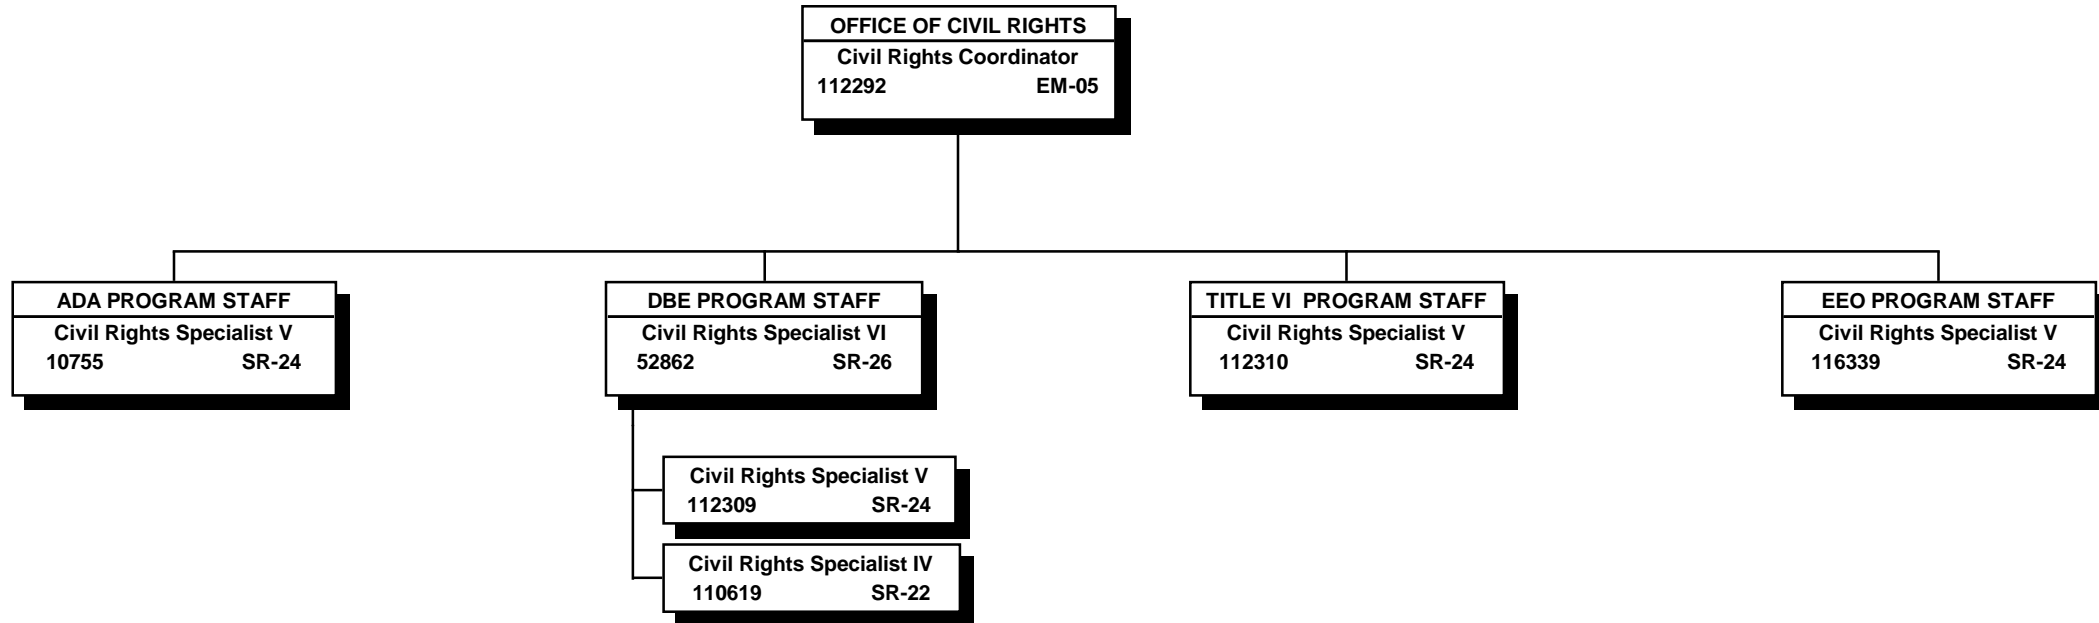 OFFICE OF CIVIL RIGHTS
Civil Rights Coordinator
112292 EM-05
ADA PROGRAM STAFF
Civil Rights Specialist V
10755 SR-24
DBE PROGRAM STAFF
Civil Rights Specialist VI
52862 SR-26
Civil Rights Specialist V
112309 SR-24
Civil Rights Specialist IV
110619 SR-22
TITLE VI PROGRAM STAFF
Civil Rights Specialist V
112310 SR-24
EEO PROGRAM STAFF
Civil Rights Specialist V
116339 SR-24